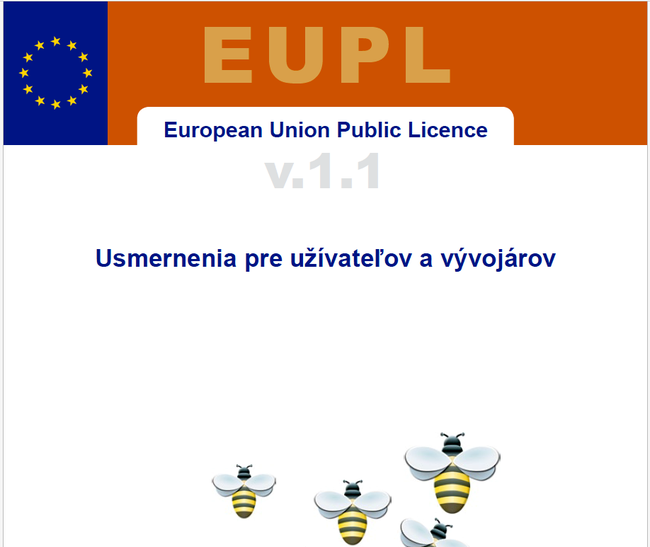 EUPL
European Union Public Licence
v.1.1
Usmernenia pre užívateľov a vývojárov